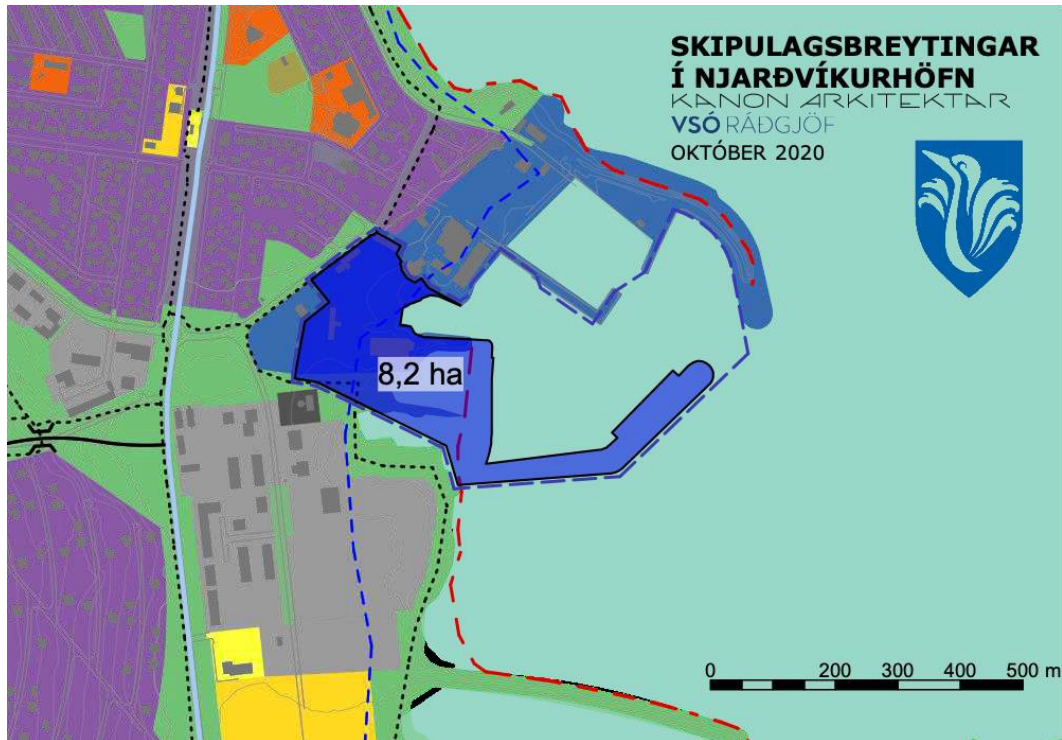 SKIPULAGSBREYTINGAR
Í NJARÐVÍKURHÖFN
KANON ARKITEKTAR
VSÓ RÁÐGJÖF
OKTÓBER 2020
8,2 ha
0 200 300 400 500 m